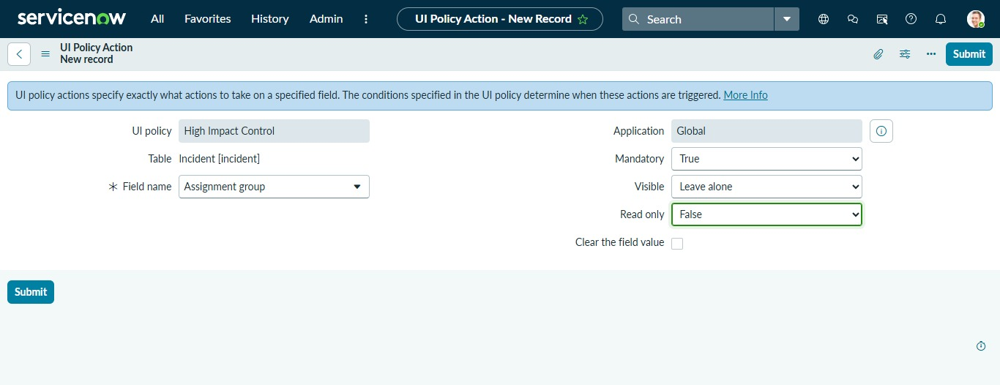 servicenow All Favorites History Admin UI Policy Action - New Record Search
UI Policy Action
New record
Submit
UI policy actions specify exactly what actions to take on a specified field. The conditions specified in the UI policy determine when these actions are triggered. More Info
UI policy High Impact Control
Application Global
Table Incident [incident]
Mandatory True
* Field name Assignment group
Visible Leave alone
Read only False
Clear the field value
Submit